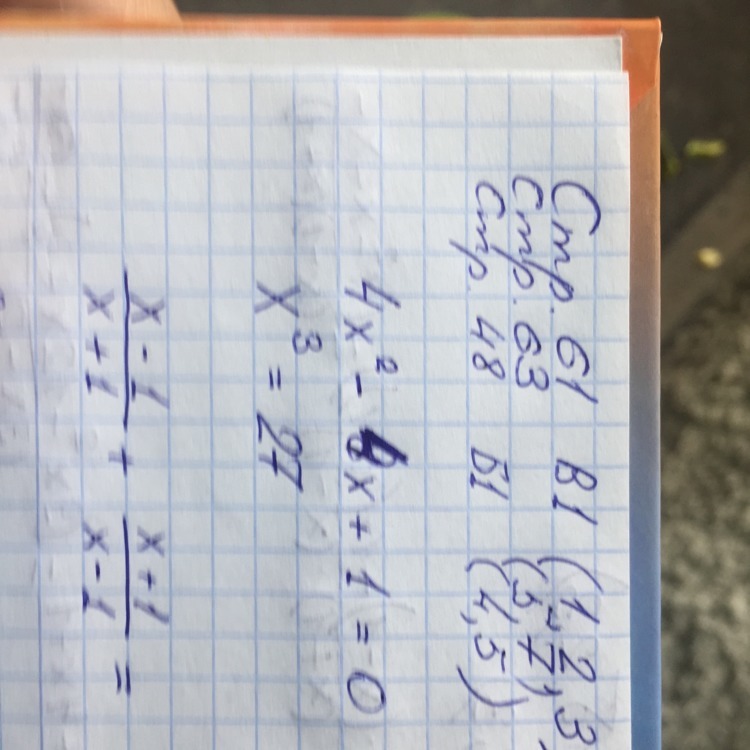 Стр. 61 В1 (1, 2, 3,
Стр. 63 (5, 7,
Стр. 48 Б1 (4, 5)
4x² - x + 1 = 0
x³ = 27
x - 1 / x + 1 + x + 1 / x - 1 =